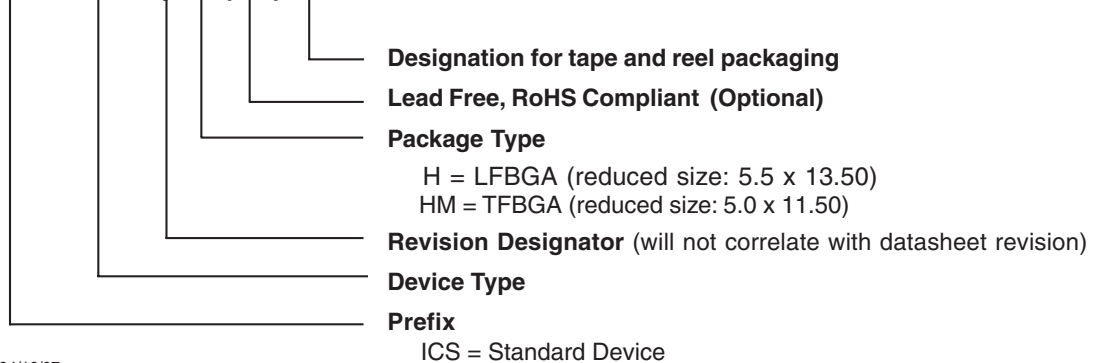 Designation for tape and reel packaging
Lead Free, RoHS Compliant (Optional)
Package Type
H = LFBGA (reduced size: 5.5 x 13.50)
HM = TFBGA (reduced size: 5.0 x 11.50)
Revision Designator (will not correlate with datasheet revision)
Device Type
Prefix
ICS = Standard Device